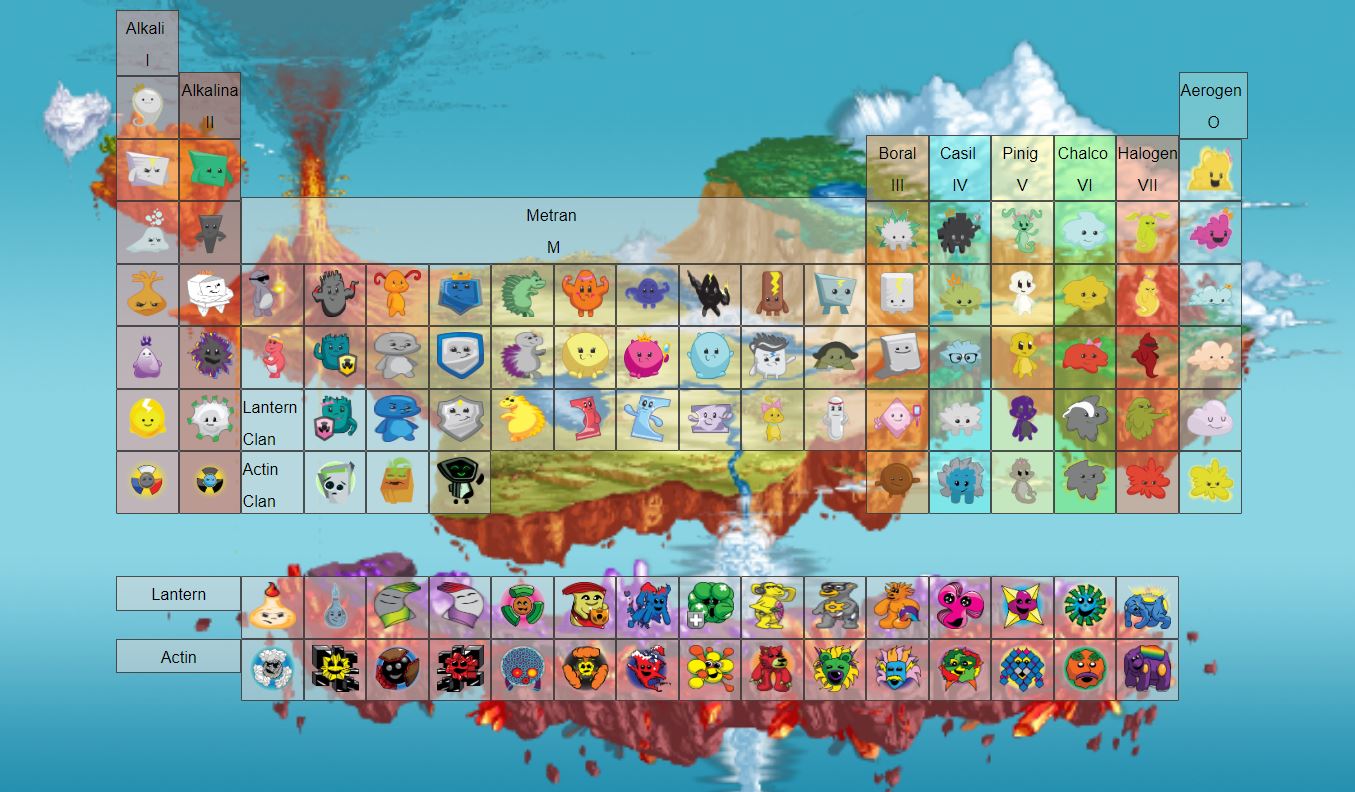 Alkali
I
Alkalina
II
Aerogen
O
Boral
III
Casil
IV
Pinig
V
Chalco
VI
Halogen
VII
Metran
M
Lantern
Clan
Actin
Clan
Lantern
Actin